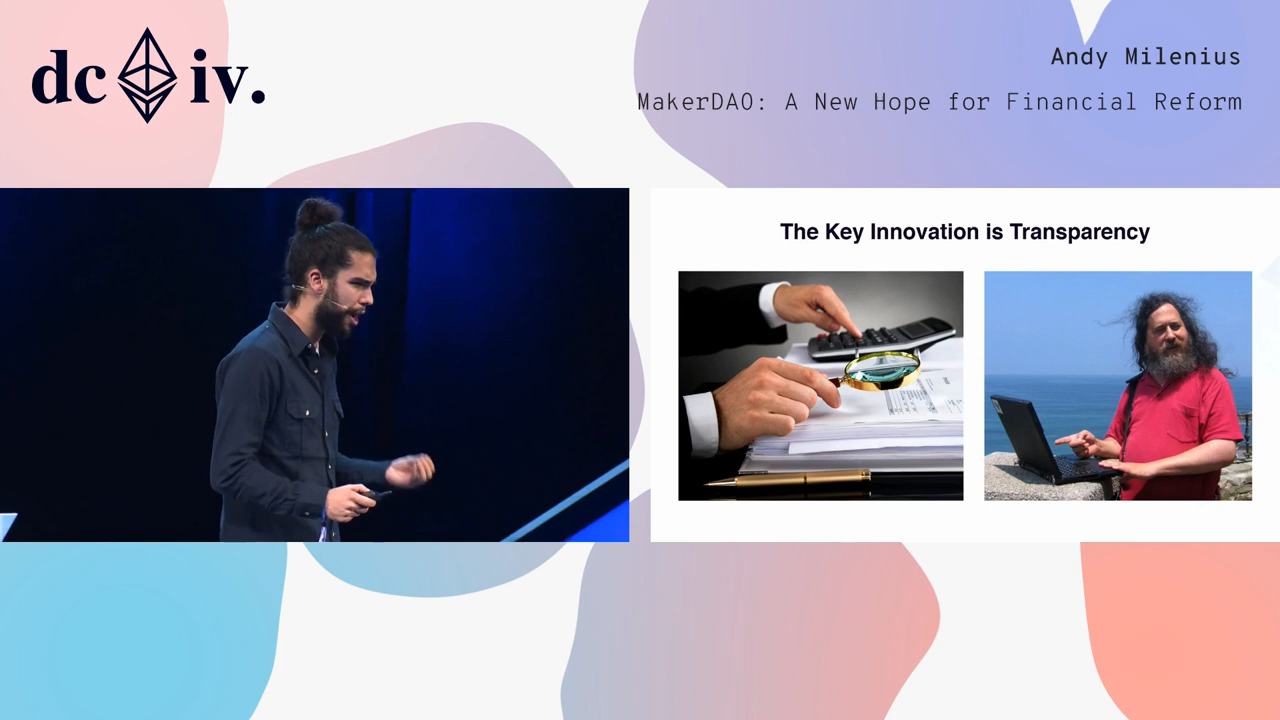 dc iv.
Andy Milenius
MakerDAO: A New Hope for Financial Reform
The Key Innovation is Transparency